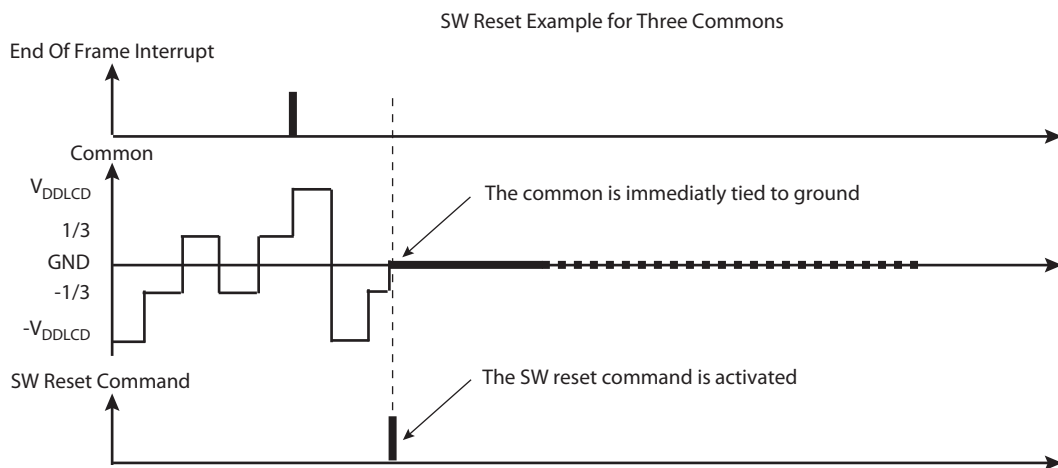 SW Reset Example for Three Commons
End Of Frame Interrupt
Common
VDDLCD
The common is immediatly tied to ground
1/3
GND
-1/3
-VDDLCD
SW Reset Command
The SW reset command is activated